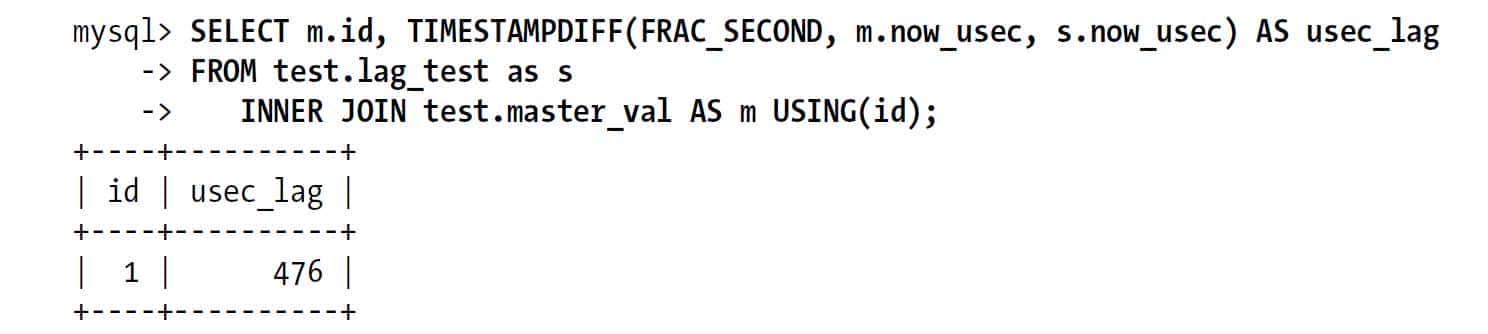 mysql> SELECT m.id, TIMESTAMPDIFF(FRAC_SECOND, m.now_usec, s.now_usec) AS usec_lag
    -> FROM test.lag_test as s
    ->    INNER JOIN test.master_val AS m USING(id);
+----+----------+
| id | usec_lag |
+----+----------+
|  1 |      476 |
+----+----------+